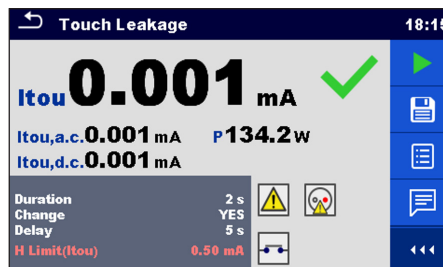 Touch Leakage 18:15
Itou 0.001 mA
Itou,a.c. 0.001 mA P 134.2 W
Itou,d.c. 0.001 mA
Duration 2 s
Change YES
Delay 5 s
H Limit(Itou) 0.50 mA